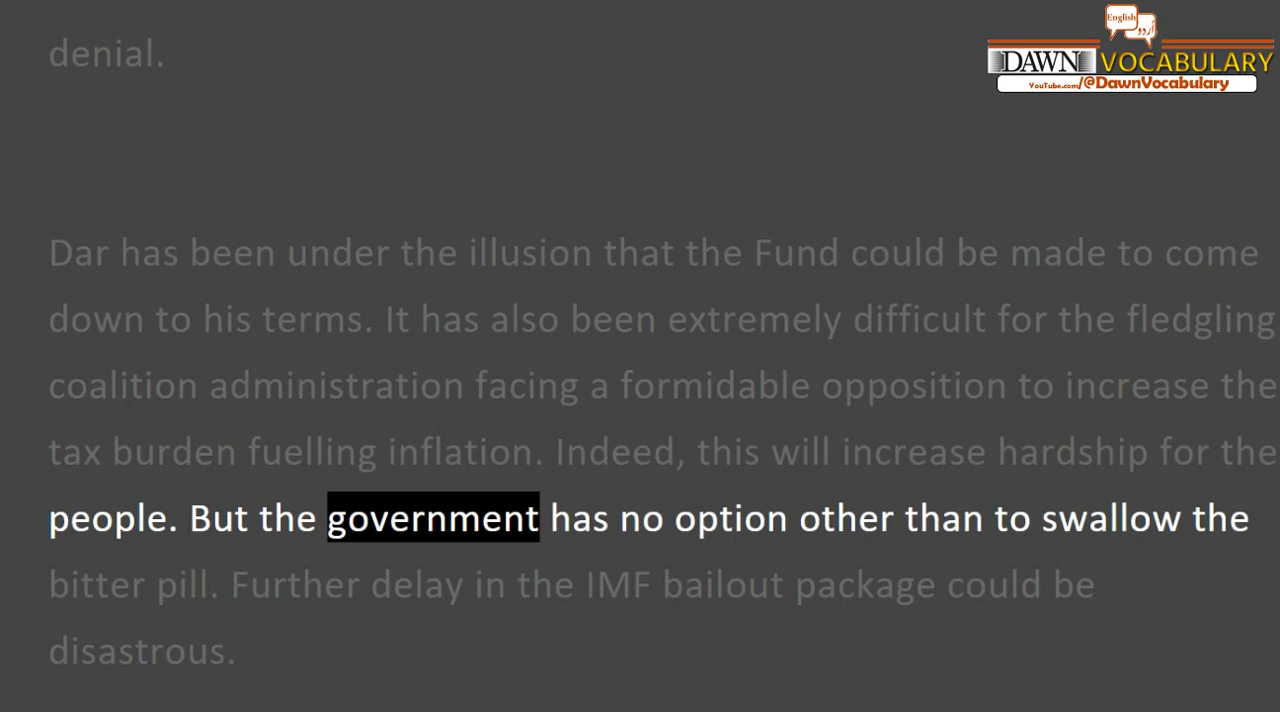 denial.
English
اردو
DAWN VOCABULARY
YouTube.com/@DawnVocabulary
Dar has been under the illusion that the Fund could be made to come
down to his terms. It has also been extremely difficult for the fledgling
coalition administration facing a formidable opposition to increase the
tax burden fuelling inflation. Indeed, this will increase hardship for the
people. But the government has no option other than to swallow the
bitter pill. Further delay in the IMF bailout package could be
disastrous.